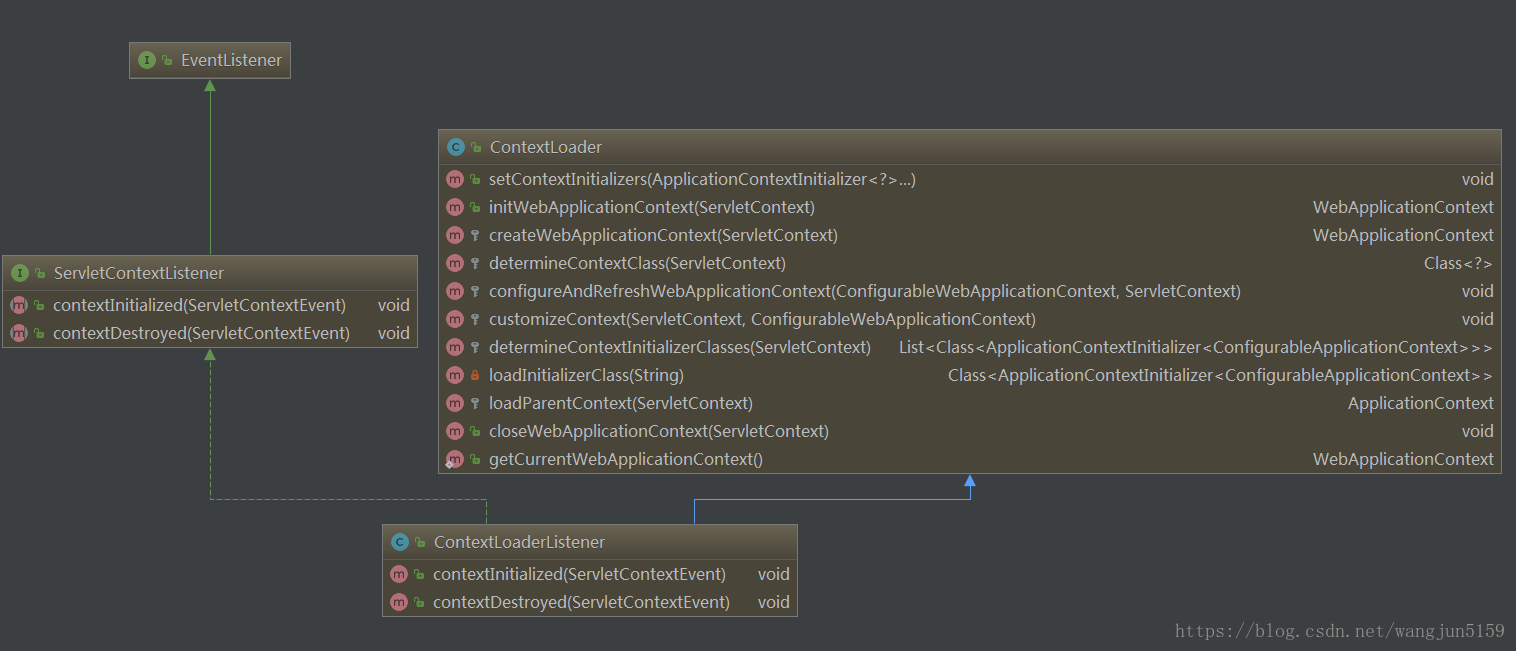 EventListener
ContextLoader
setContextInitializers(ApplicationContextInitializer<?>...) void
initWebApplicationContext(ServletContext) WebApplicationContext
createWebApplicationContext(ServletContext) WebApplicationContext
determineContextClass(ServletContext) Class<?>
configureAndRefreshWebApplicationContext(ConfigurableWebApplicationContext, ServletContext) void
customizeContext(ServletContext, ConfigurableWebApplicationContext) void
determineContextInitializerClasses(ServletContext) List<Class<ApplicationContextInitializer<ConfigurableApplicationContext>>>
loadInitializerClass(String) Class<ApplicationContextInitializer<ConfigurableApplicationContext>>
loadParentContext(ServletContext) ApplicationContext
closeWebApplicationContext(ServletContext) void
getCurrentWebApplicationContext() WebApplicationContext
ServletContextListener
contextInitialized(ServletContextEvent) void
contextDestroyed(ServletContextEvent) void
ContextLoaderListener
contextInitialized(ServletContextEvent) void
contextDestroyed(ServletContextEvent) void
https://blog.csdn.net/wangjun5159